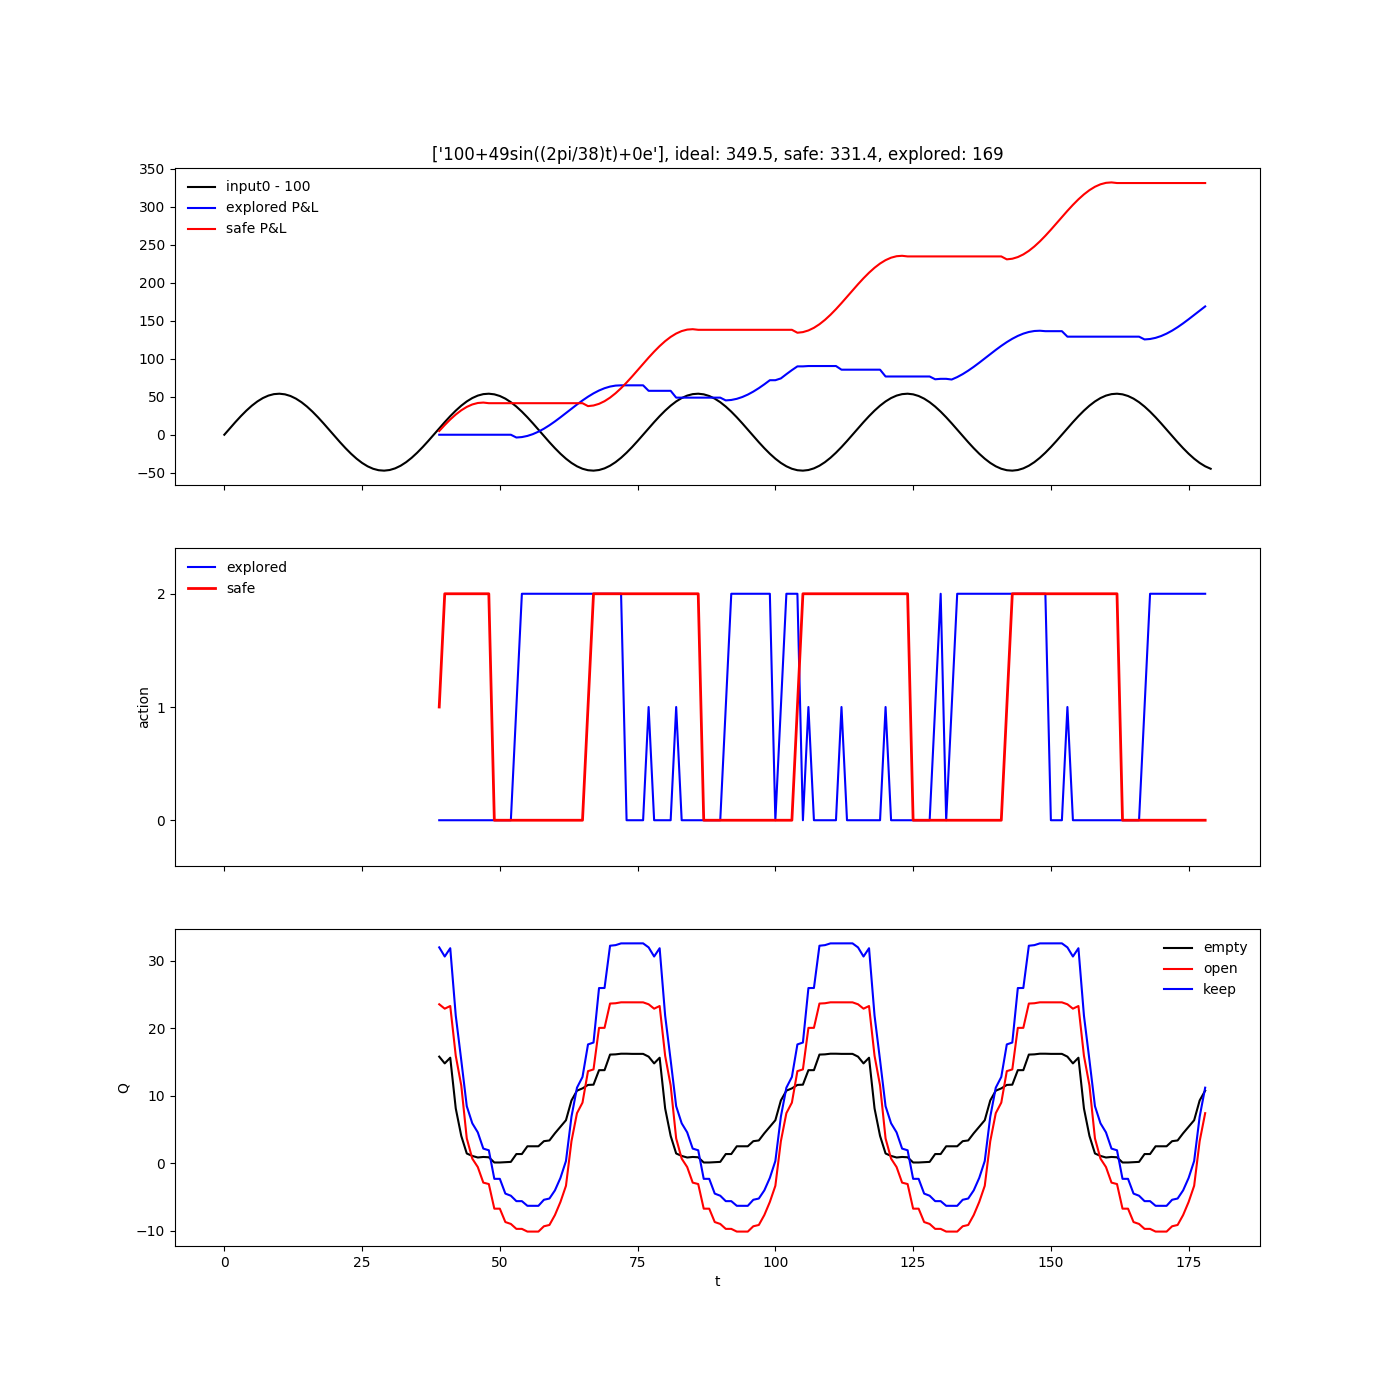 ['100+49sin((2pi/38)t)+0e'], ideal: 349.5, safe: 331.4, explored: 169
350
300
250
200
150
100
50
0
−50
input0 - 100
explored P&L
safe P&L
action
2
1
0
explored
safe
Q
30
20
10
0
−10
empty
open
keep
0 25 50 75 100 125 150 175
t